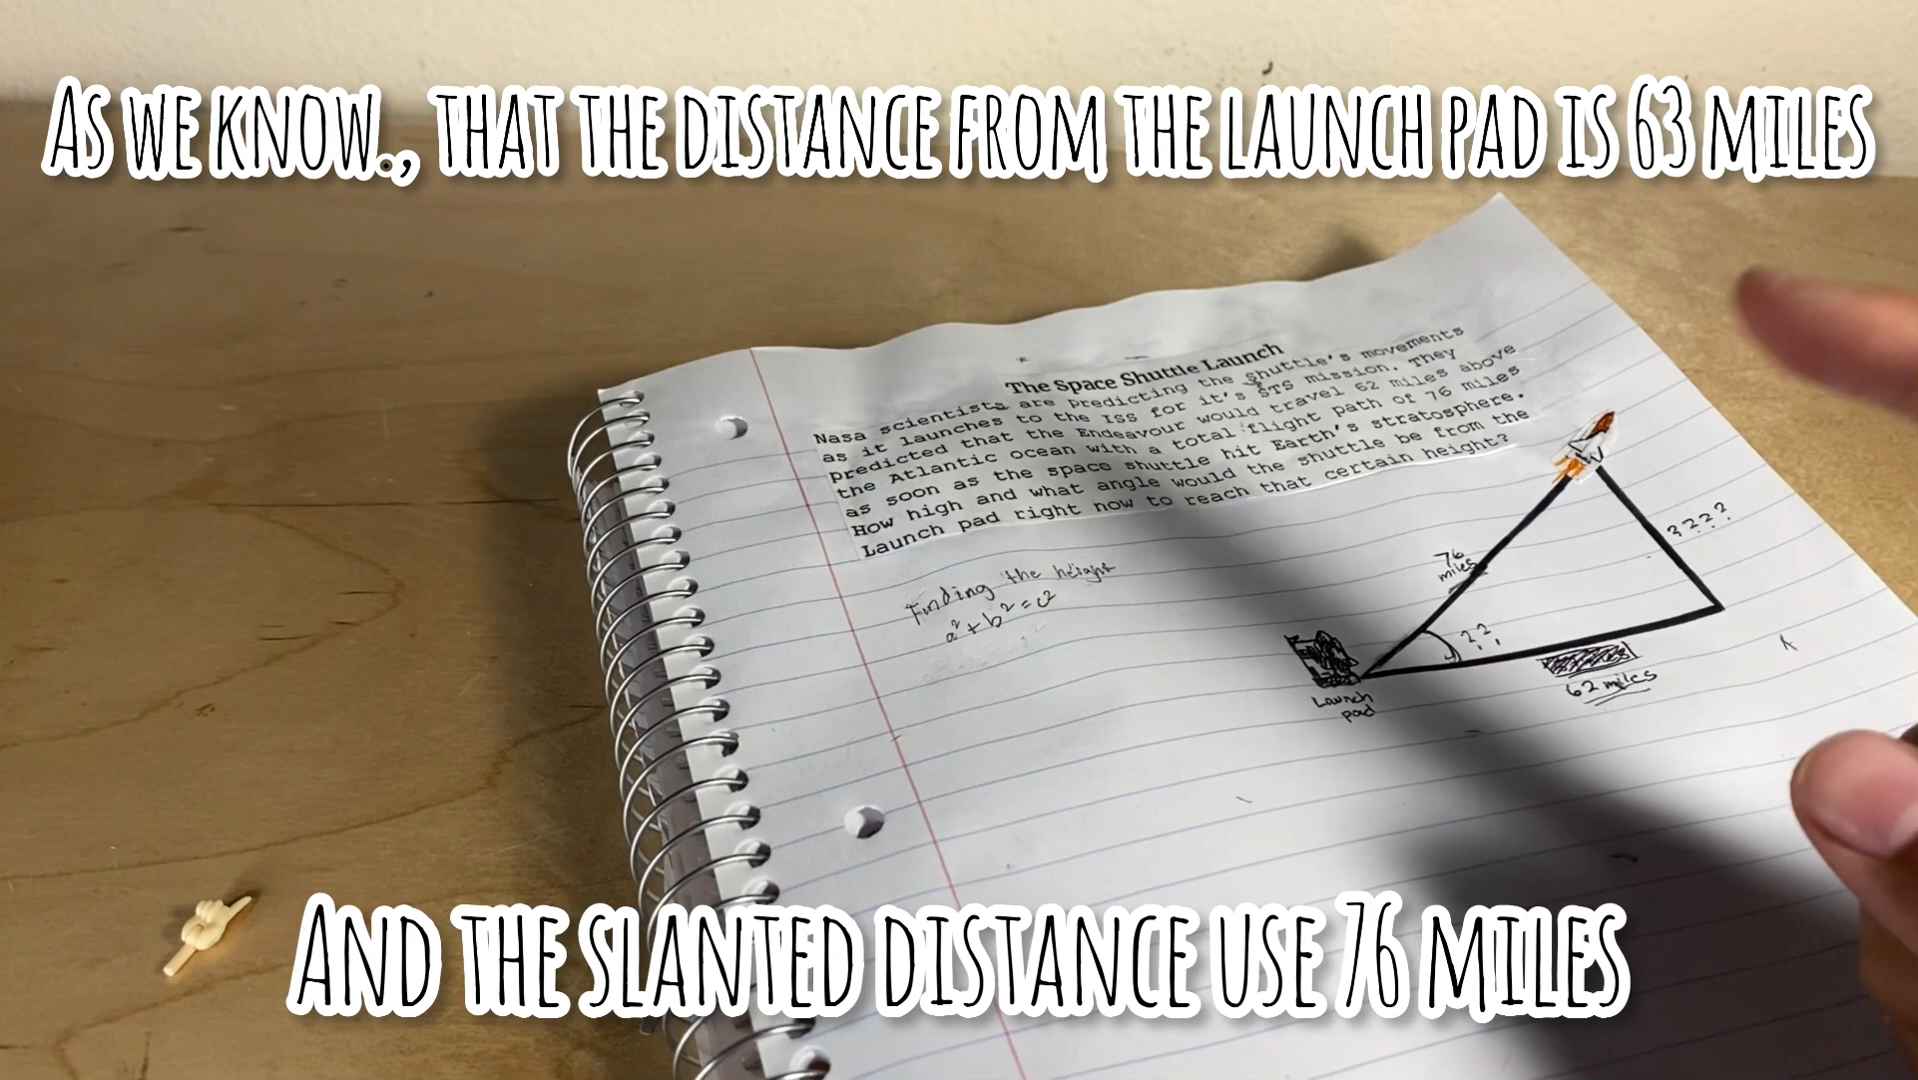 As we know., that the distance from the launch pad is 63 miles
The Space Shuttle Launch
Nasa scientists are predicting the shuttle's movements
as it launches to the ISS for it's STS mission. They
predicted that the Endeavour would travel 62 miles above
the Atlantic ocean with a total flight path of 76 miles
as soon as the space shuttle hit Earth's stratosphere.
How high and what angle would the shuttle be from the
Launch pad right now to reach that certain height?
Finding the height
a² + b² = c²
76
miles
????
??
62 miles
Launch
pad
And the slanted distance use 76 miles